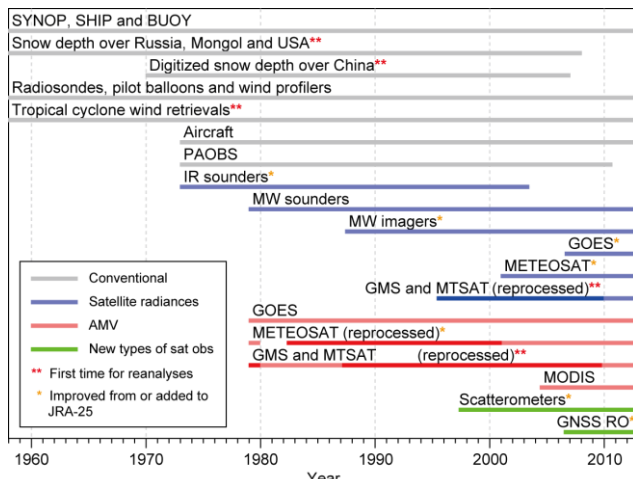 SYNOP, SHIP and BUOY
Snow depth over Russia, Mongol and USA**
Digitized snow depth over China**
Radiosondes, pilot balloons and wind profilers
Tropical cyclone wind retrievals**
Aircraft
PAOBS
IR sounders*
MW sounders
MW imagers*
GOES*
METEOSAT*
GMS and MTSAT (reprocessed)**
GOES
METEOSAT (reprocessed)*
GMS and MTSAT (reprocessed)**
MODIS
Scatterometers*
GNSS RO*
Conventional
Satellite radiances
AMV
New types of sat obs
** First time for reanalyses
* Improved from or added to
JRA-25
1960 1970 1980 1990 2000 2010
Year